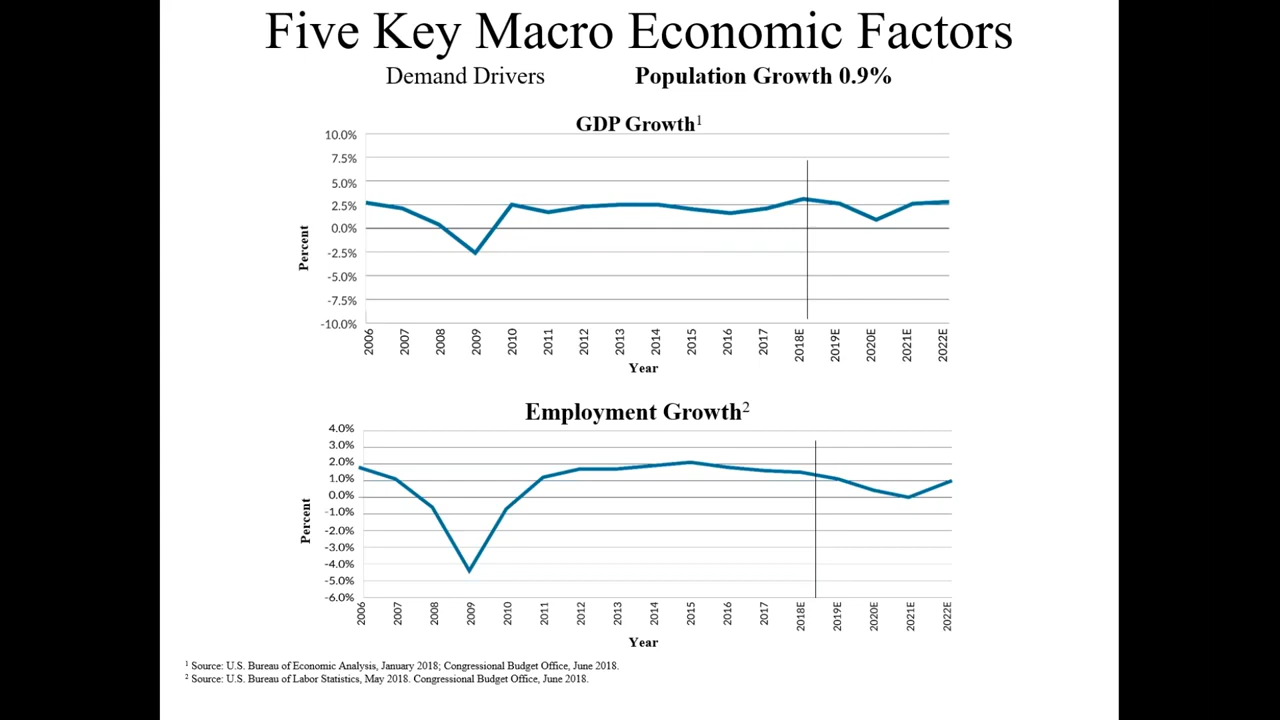 Five Key Macro Economic Factors
Demand Drivers
Population Growth 0.9%
GDP Growth1
10.0%
7.5%
5.0%
2.5%
0.0%
-2.5%
-5.0%
-7.5%
-10.0%
Percent
2006 2007 2008 2009 2010 2011 2012 2013 2014 2015 2016 2017 2018E 2019E 2020E 2021E 2022E
Year
Employment Growth2
4.0%
3.0%
2.0%
1.0%
0.0%
-1.0%
-2.0%
-3.0%
-4.0%
-5.0%
-6.0%
Percent
2006 2007 2008 2009 2010 2011 2012 2013 2014 2015 2016 2017 2018E 2019E 2020E 2021E 2022E
Year
1 Source: U.S. Bureau of Economic Analysis, January 2018; Congressional Budget Office, June 2018.
2 Source: U.S. Bureau of Labor Statistics, May 2018. Congressional Budget Office, June 2018.